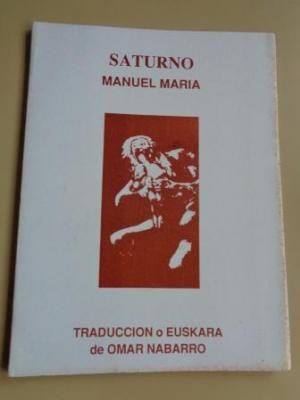 SATURNO
MANUEL MARIA
TRADUCCION o EUSKARA
de OMAR NABARRO